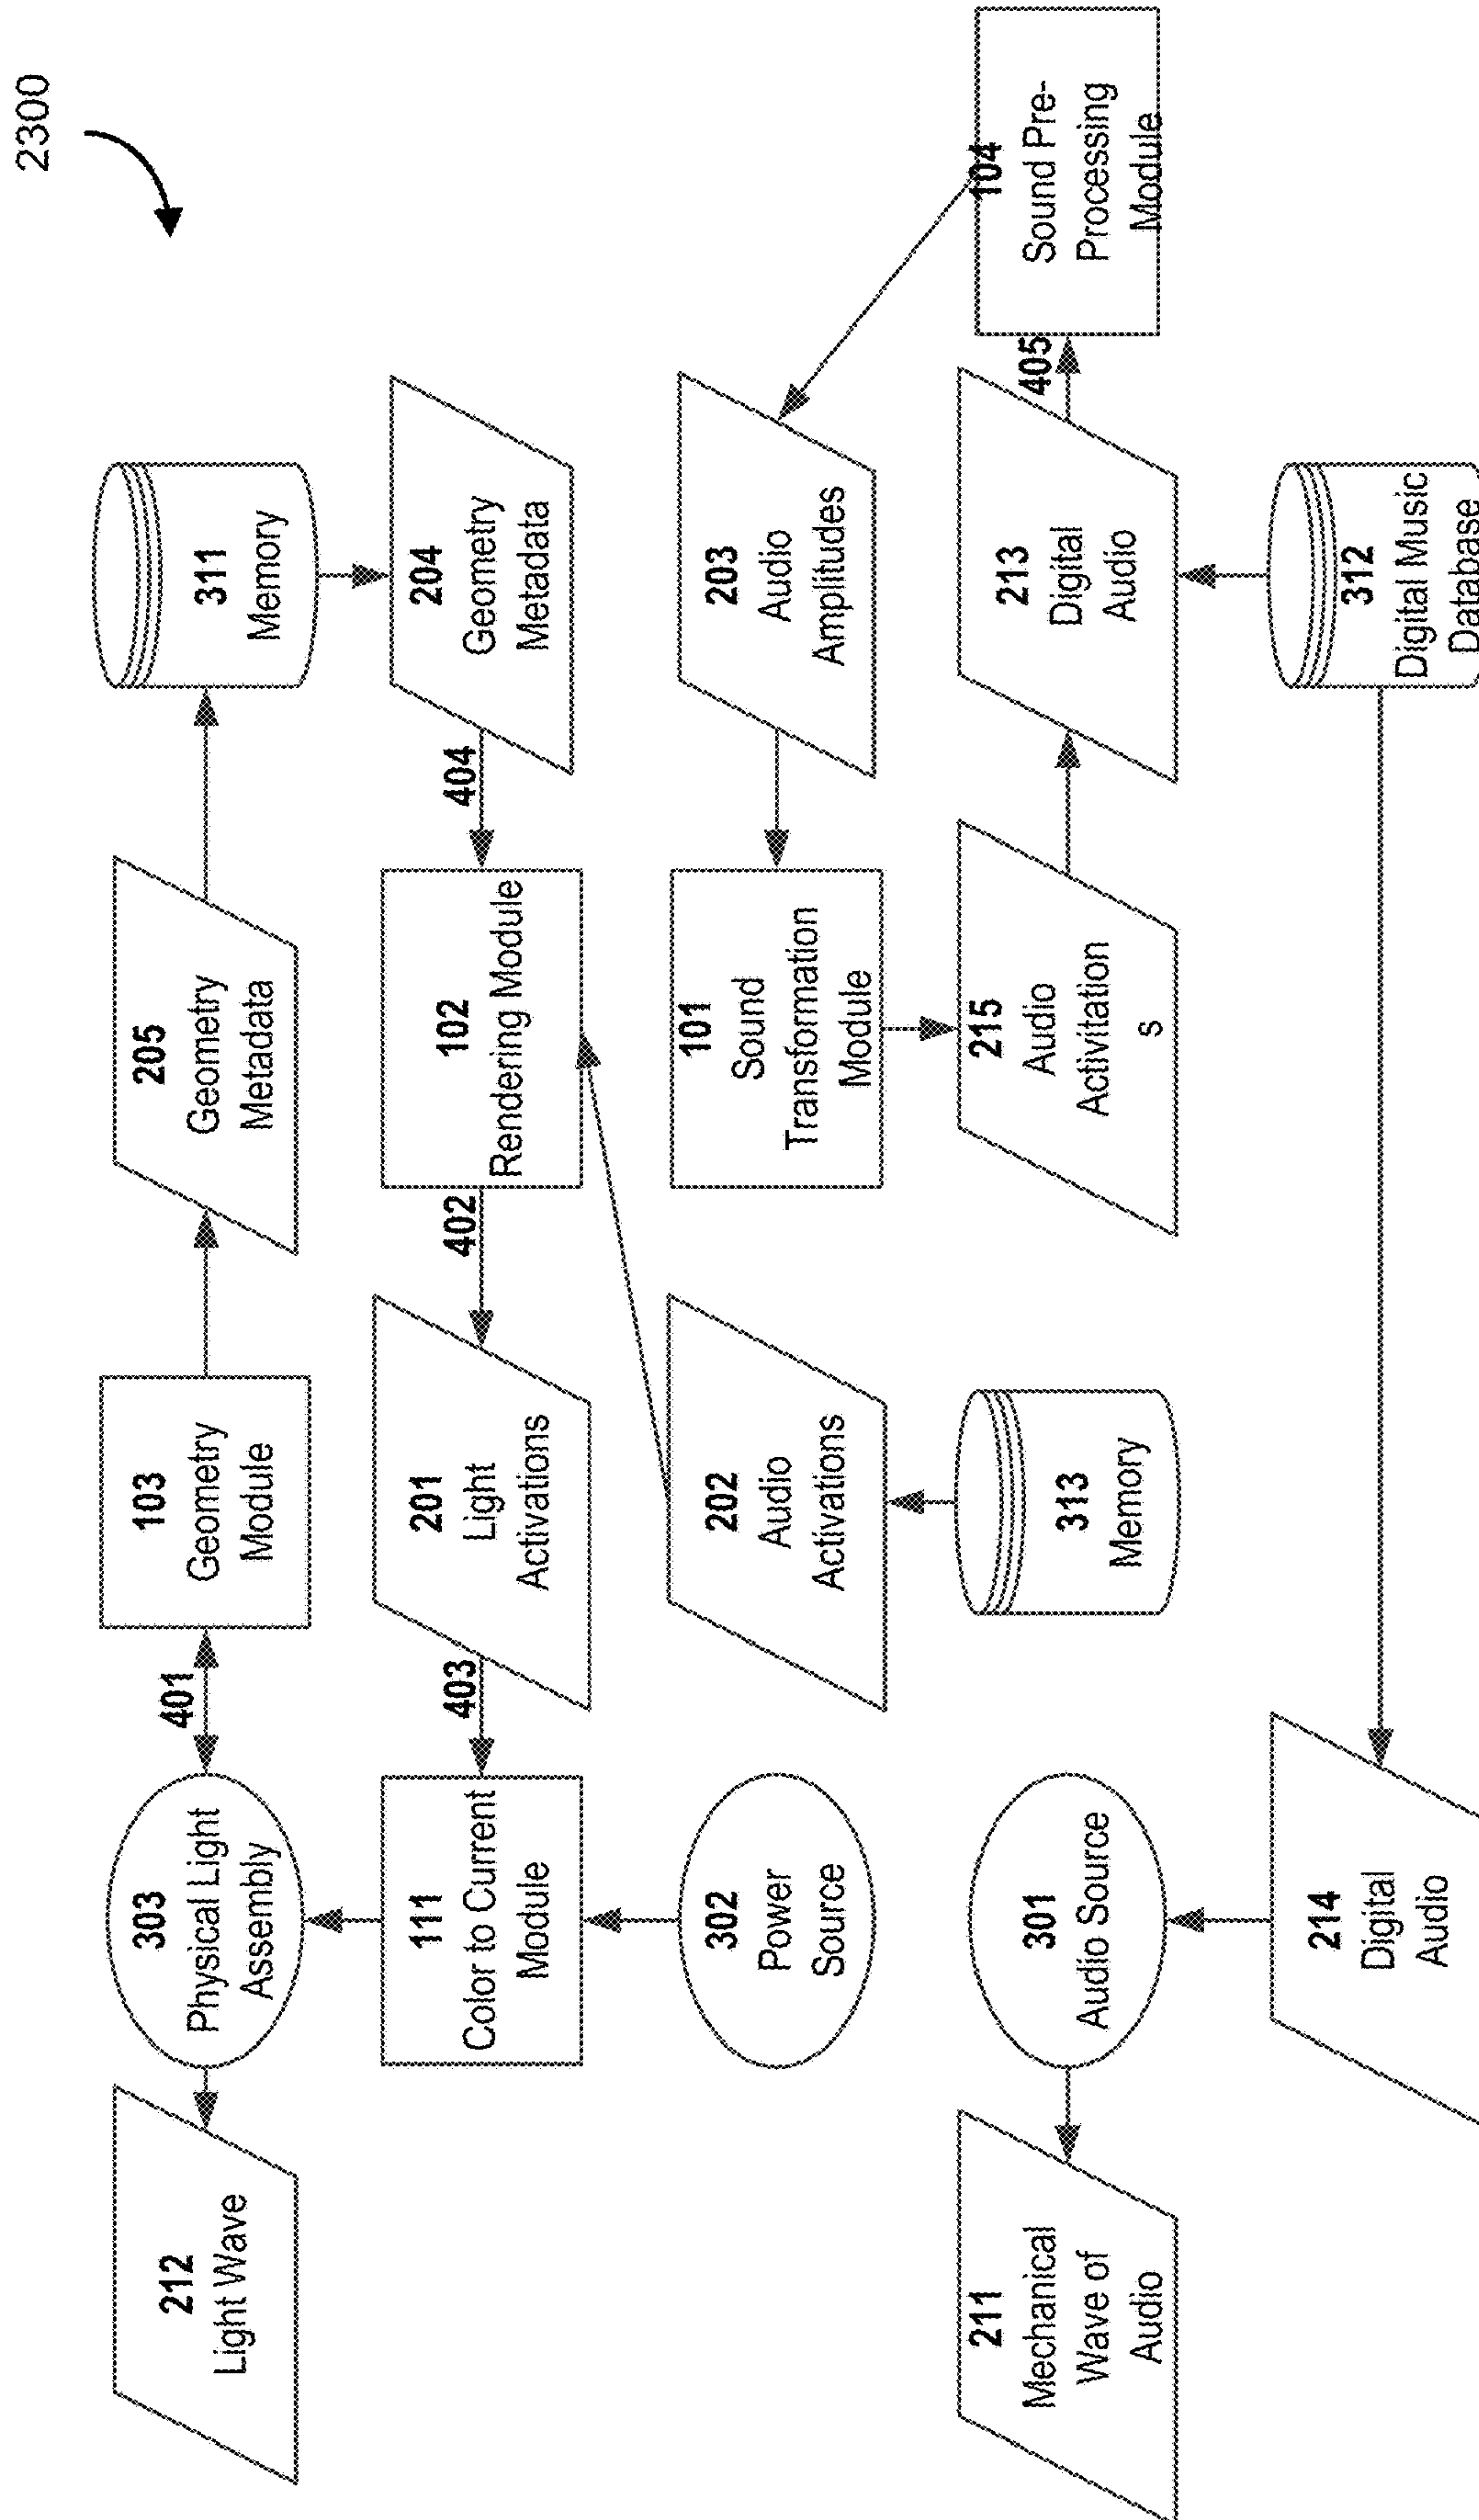 2300
212
Light Wave
303
Physical Light
Assembly
401
103
Geometry
Module
205
Geometry
Metadata
311
Memory
111
Color to Current
Module
403
201
Light
Activations
402
102
Rendering Module
404
204
Geometry
Metadata
302
Power
Source
202
Audio
Activations
101
Sound
Transformation
Module
203
Audio
Amplitudes
211
Mechanical
Wave of
Audio
301
Audio Source
313
Memory
215
Audio
Activitation
s
213
Digital
Audio
405
104
Sound Pre-
Processing
Module
214
Digital
Audio
312
Digital Music
Database